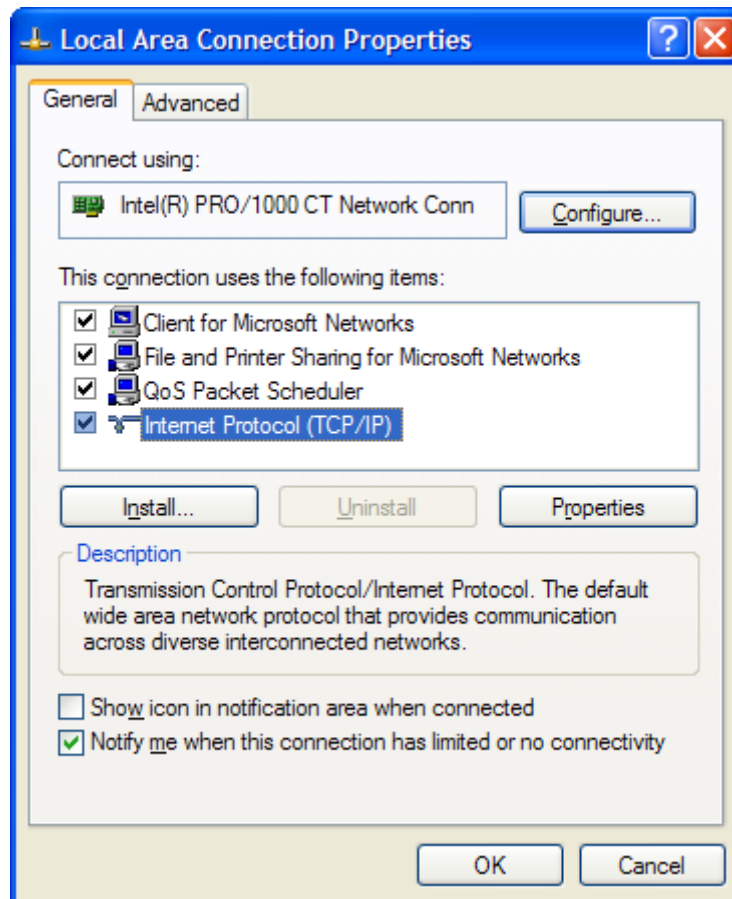 Local Area Connection Properties
General
Advanced
Connect using:
Intel(R) PRO/1000 CT Network Conn
Configure...
This connection uses the following items:
Client for Microsoft Networks
File and Printer Sharing for Microsoft Networks
QoS Packet Scheduler
Internet Protocol (TCP/IP)
Install...
Uninstall
Properties
Description
Transmission Control Protocol/Internet Protocol. The default
wide area network protocol that provides communication
across diverse interconnected networks.
Show icon in notification area when connected
Notify me when this connection has limited or no connectivity
OK
Cancel